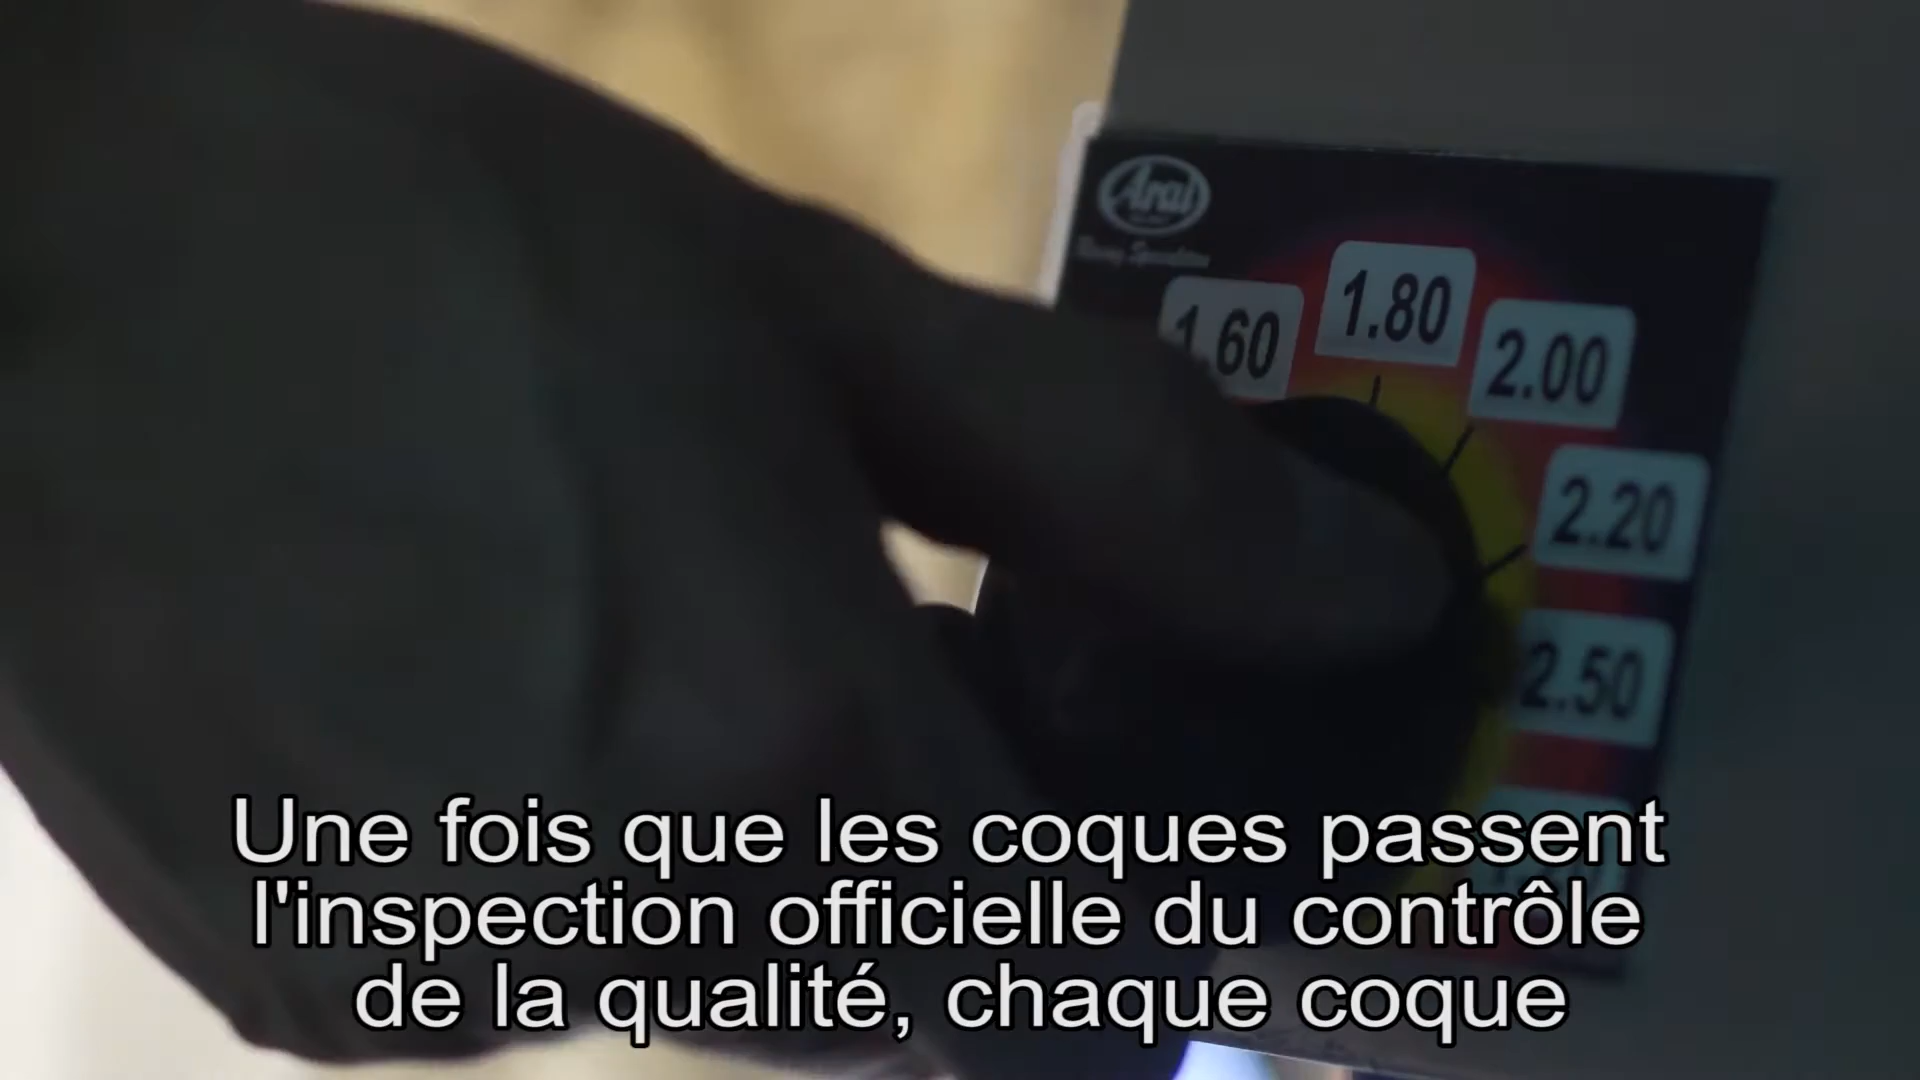 Arai
1.60
1.80
2.00
2.20
2.50
Une fois que les coques passent
l'inspection officielle du contrôle
de la qualité, chaque coque